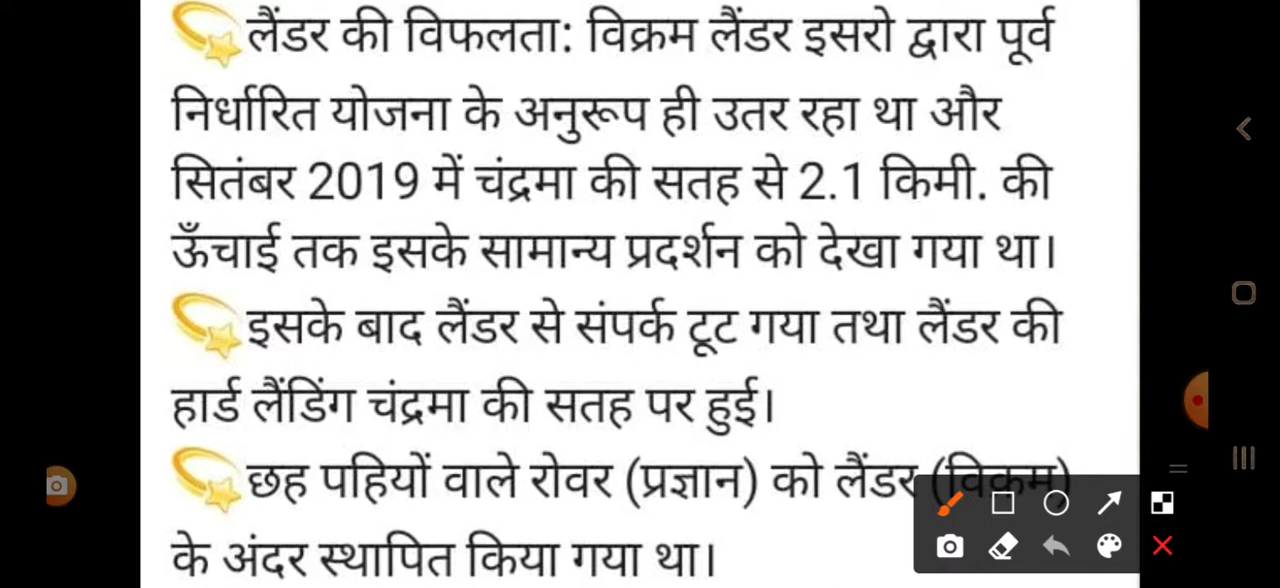 लैंडर की विफलता: विक्रम लैंडर इसरो द्वारा पूर्व
निर्धारित योजना के अनुरूप ही उतर रहा था और
सितंबर 2019 में चंद्रमा की सतह से 2.1 किमी. की
ऊँचाई तक इसके सामान्य प्रदर्शन को देखा गया था।
इसके बाद लैंडर से संपर्क टूट गया तथा लैंडर की
हार्ड लैंडिंग चंद्रमा की सतह पर हुई।
छह पहियों वाले रोवर (प्रज्ञान) को लैंडर (विक्रम)
के अंदर स्थापित किया गया था।